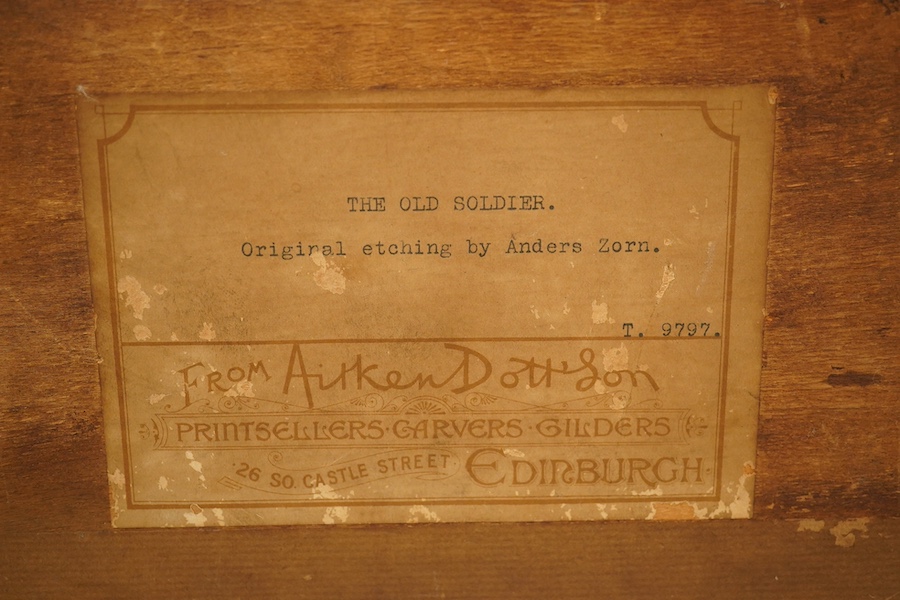 THE OLD SOLDIER.
Original etching by Anders Zorn.
T. 9797.
FROM Aitken Dott & Son
PRINTSELLERS · CARVERS · GILDERS
26 SO. CASTLE STREET EDINBURGH